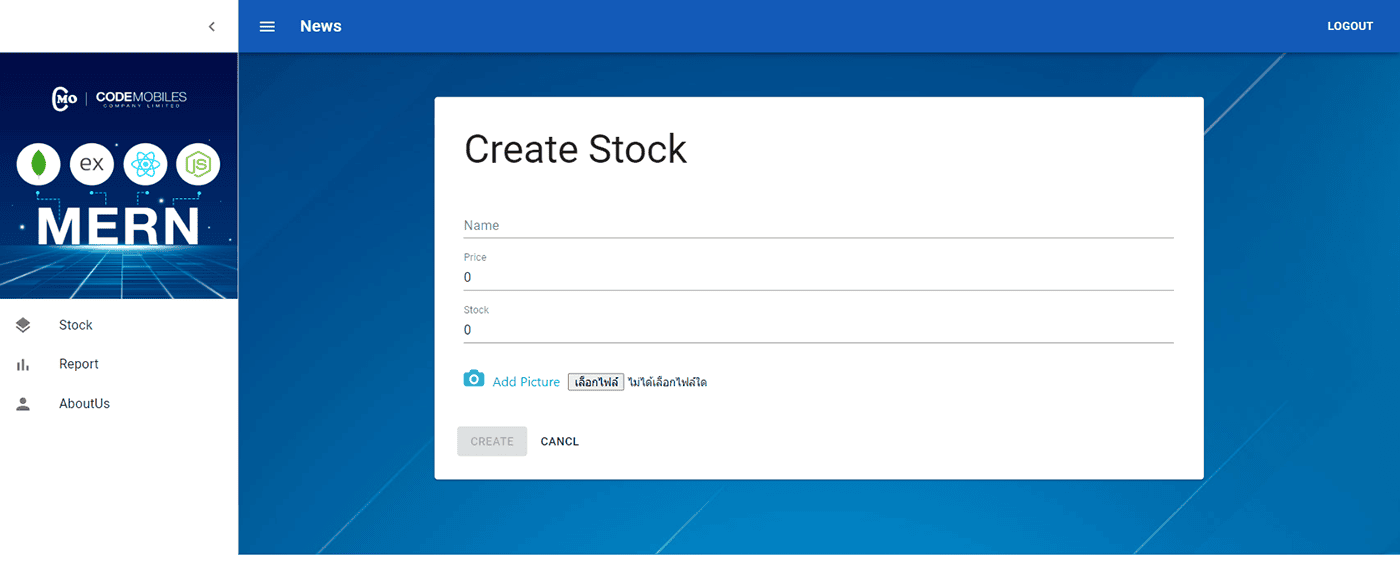 News
LOGOUT
CMO | CODEMOBILES
COMPANY LIMITED
ex
JS
MERN
Stock
Report
AboutUs
Create Stock
Name
Price
0
Stock
0
Add Picture เลือกไฟล์ ไม่ได้เลือกไฟล์ใด
CREATE CANCL